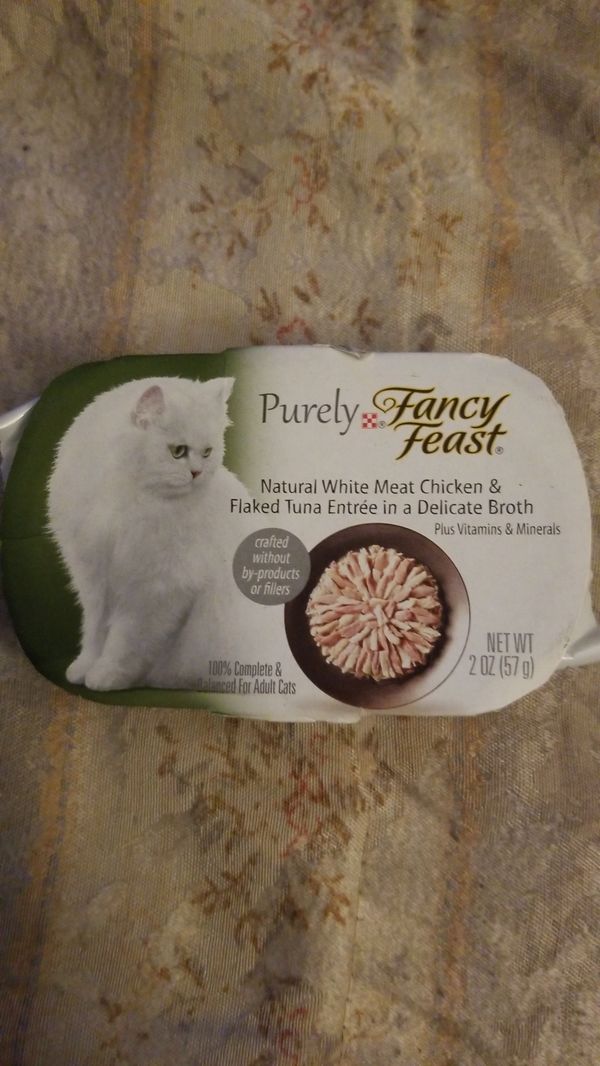 Purely Fancy
Feast®
Natural White Meat Chicken &
Flaked Tuna Entrée in a Delicate Broth
Plus Vitamins & Minerals
crafted
without
by-products
or fillers
100% Complete &
Balanced For Adult Cats
NET WT
2 OZ (57 g)